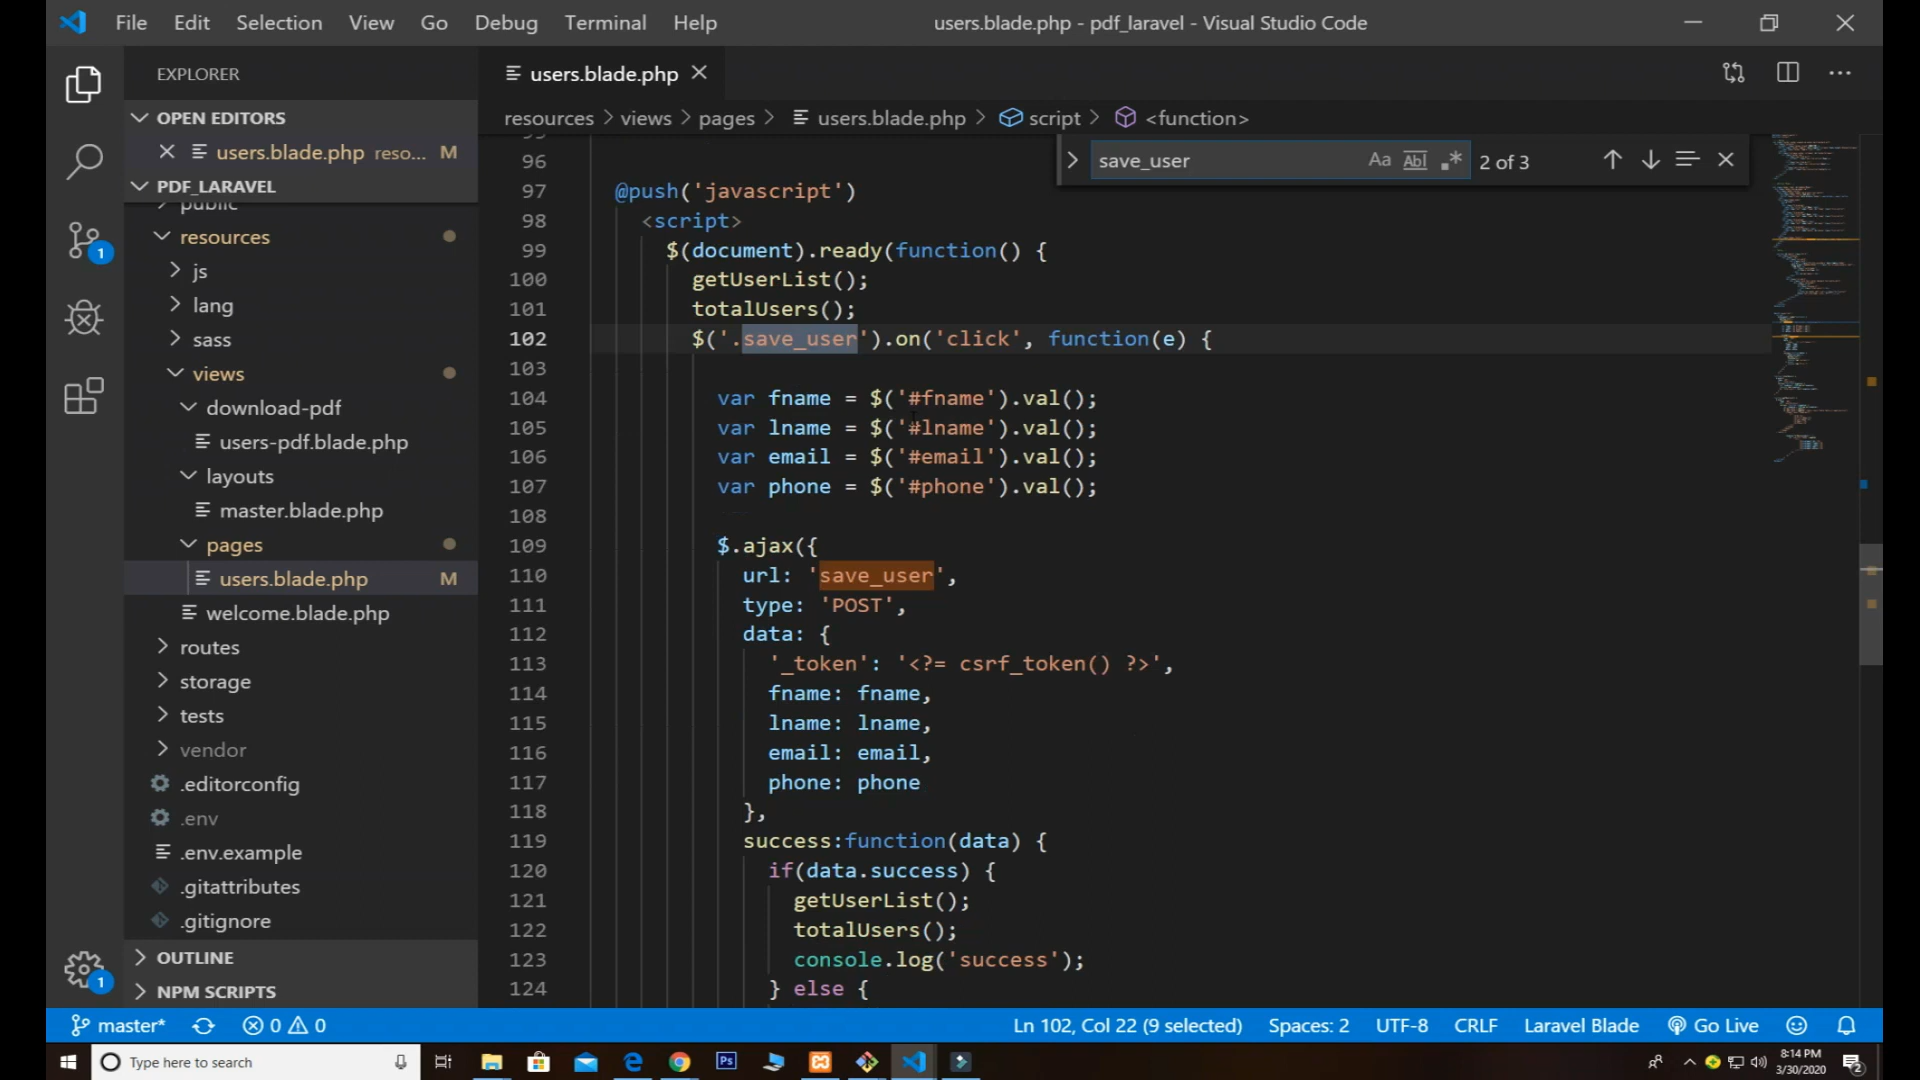 File Edit Selection View Go Debug Terminal Help users.blade.php - pdf_laravel - Visual Studio Code
EXPLORER
OPEN EDITORS
users.blade.php reso... M
PDF_LARAVEL
public
resources
js
lang
sass
views
download-pdf
users-pdf.blade.php
layouts
master.blade.php
pages
users.blade.php M
welcome.blade.php
routes
storage
tests
vendor
.editorconfig
.env
.env.example
.gitattributes
.gitignore
OUTLINE
NPM SCRIPTS
1
1
users.blade.php
resources > views > pages > users.blade.php > script > <function>
save_user Aa Abl .* 2 of 3
95
96
97 @push('javascript')
98 <script>
99 $(document).ready(function() {
100 getUserList();
101 totalUsers();
102 $('.save_user').on('click', function(e) {
103
104 var fname = $('#fname').val();
105 var lname = $('#lname').val();
106 var email = $('#email').val();
107 var phone = $('#phone').val();
108
109 $.ajax({
110 url: 'save_user',
111 type: 'POST',
112 data: {
113 '_token': '<?= csrf_token() ?>',
114 fname: fname,
115 lname: lname,
116 email: email,
117 phone: phone
118 },
119 success:function(data) {
120 if(data.success) {
121 getUserList();
122 totalUsers();
123 console.log('success');
124 } else {
master* 0 0 Ln 102, Col 22 (9 selected) Spaces: 2 UTF-8 CRLF Laravel Blade Go Live
Type here to search Ps 8:14 PM
3/30/2020 2